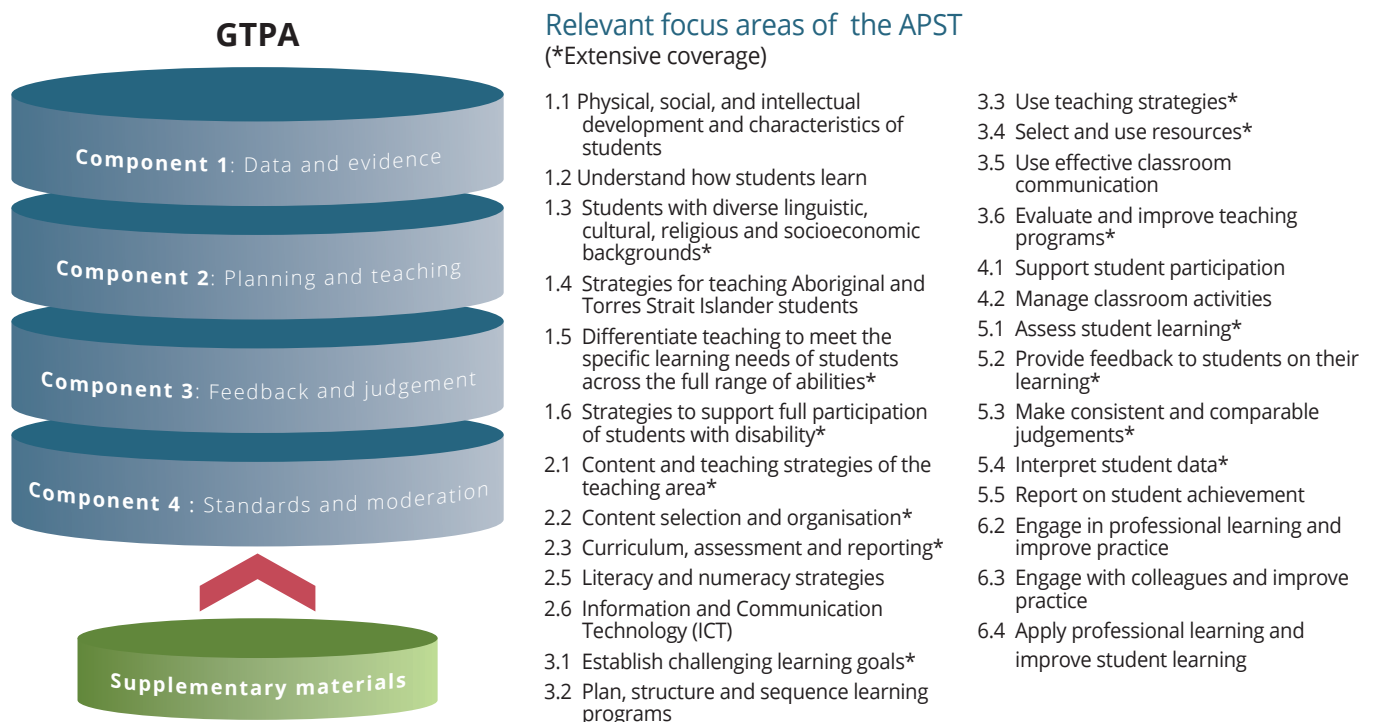 GTPA
Component 1: Data and evidence
Component 2: Planning and teaching
Component 3: Feedback and judgement
Component 4 : Standards and moderation
Supplementary materials
Relevant focus areas of the APST
(*Extensive coverage)
1.1 Physical, social, and intellectual
development and characteristics of
students
1.2 Understand how students learn
1.3 Students with diverse linguistic,
cultural, religious and socioeconomic
backgrounds*
1.4 Strategies for teaching Aboriginal and
Torres Strait Islander students
1.5 Differentiate teaching to meet the
specific learning needs of students
across the full range of abilities*
1.6 Strategies to support full participation
of students with disability*
2.1 Content and teaching strategies of the
teaching area*
2.2 Content selection and organisation*
2.3 Curriculum, assessment and reporting*
2.5 Literacy and numeracy strategies
2.6 Information and Communication
Technology (ICT)
3.1 Establish challenging learning goals*
3.2 Plan, structure and sequence learning
programs
3.3 Use teaching strategies*
3.4 Select and use resources*
3.5 Use effective classroom
communication
3.6 Evaluate and improve teaching
programs*
4.1 Support student participation
4.2 Manage classroom activities
5.1 Assess student learning*
5.2 Provide feedback to students on their
learning*
5.3 Make consistent and comparable
judgements*
5.4 Interpret student data*
5.5 Report on student achievement
6.2 Engage in professional learning and
improve practice
6.3 Engage with colleagues and improve
practice
6.4 Apply professional learning and
improve student learning